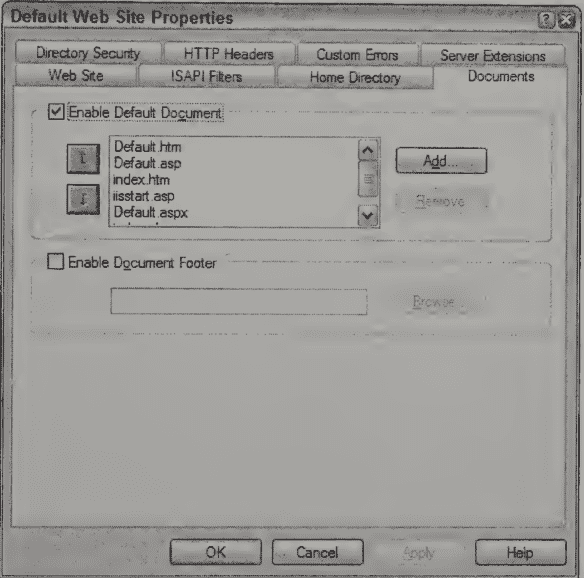 Default Web Site Properties
Directory Security
HTTP Headers
Custom Errors
Server Extensions
Web Site
ISAPI Filters
Home Directory
Documents
Enable Default Document
Default.htm
Default.asp
index.htm
iisstart.asp
Default.aspx
Add...
Remove
Enable Document Footer
Browse...
OK
Cancel
Apply
Help